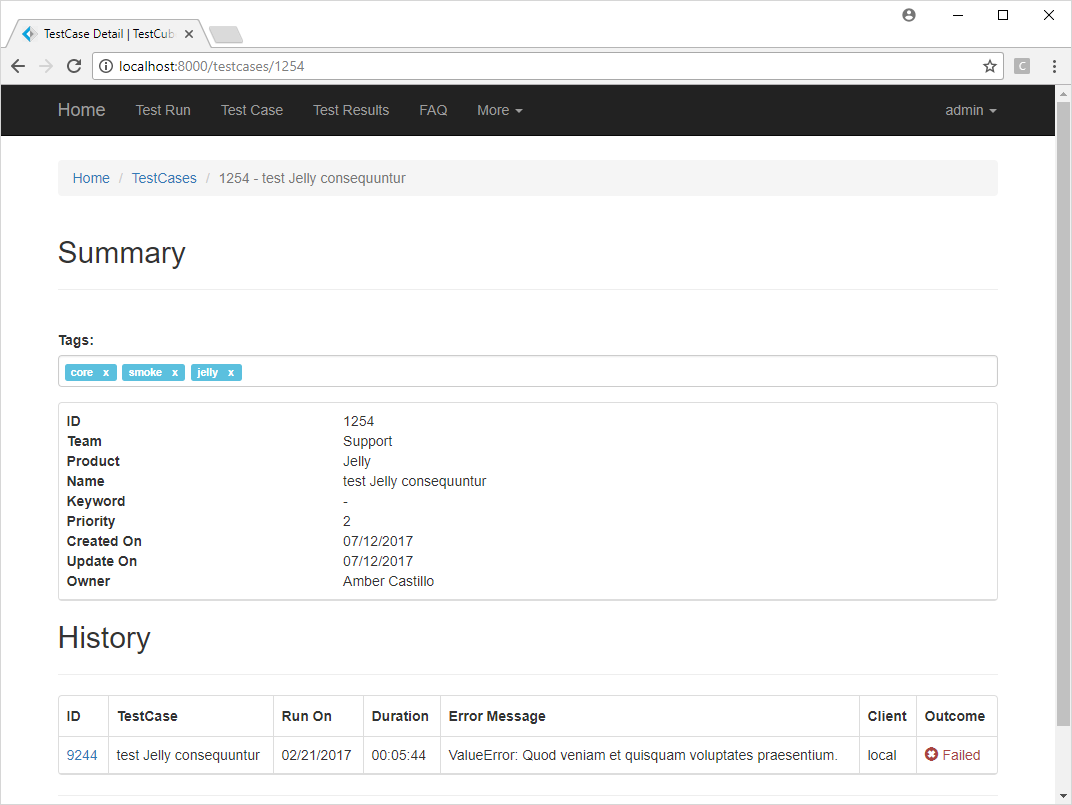 TestCase Detail | TestCub
localhost:8000/testcases/1254
C
Home Test Run Test Case Test Results FAQ More admin
Home / TestCases / 1254 - test Jelly consequuntur
Summary
Tags:
core x smoke x jelly x
ID 1254
Team Support
Product Jelly
Name test Jelly consequuntur
Keyword -
Priority 2
Created On 07/12/2017
Update On 07/12/2017
Owner Amber Castillo
History
ID TestCase Run On Duration Error Message Client Outcome
9244 test Jelly consequuntur 02/21/2017 00:05:44 ValueError: Quod veniam et quisquam voluptates praesentium. local Failed